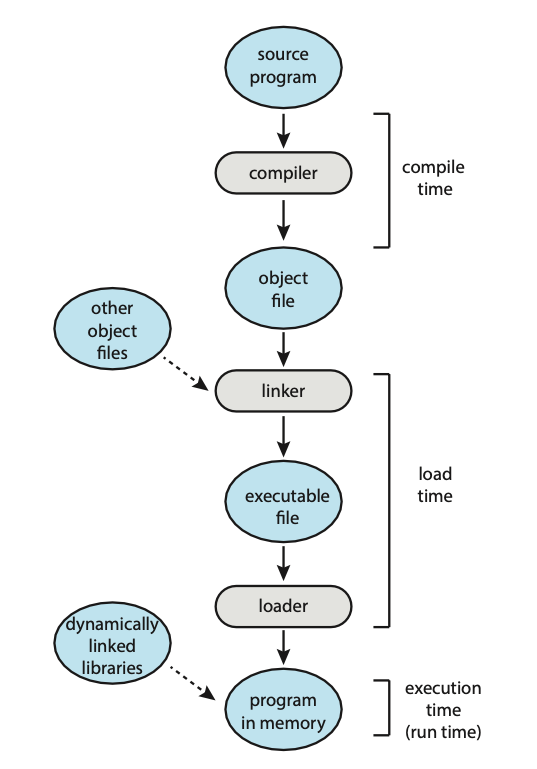 source
program
compiler
compile
time
object
file
other
object
files
linker
load
time
executable
file
loader
dynamically
linked
libraries
program
in memory
execution
time
(run time)